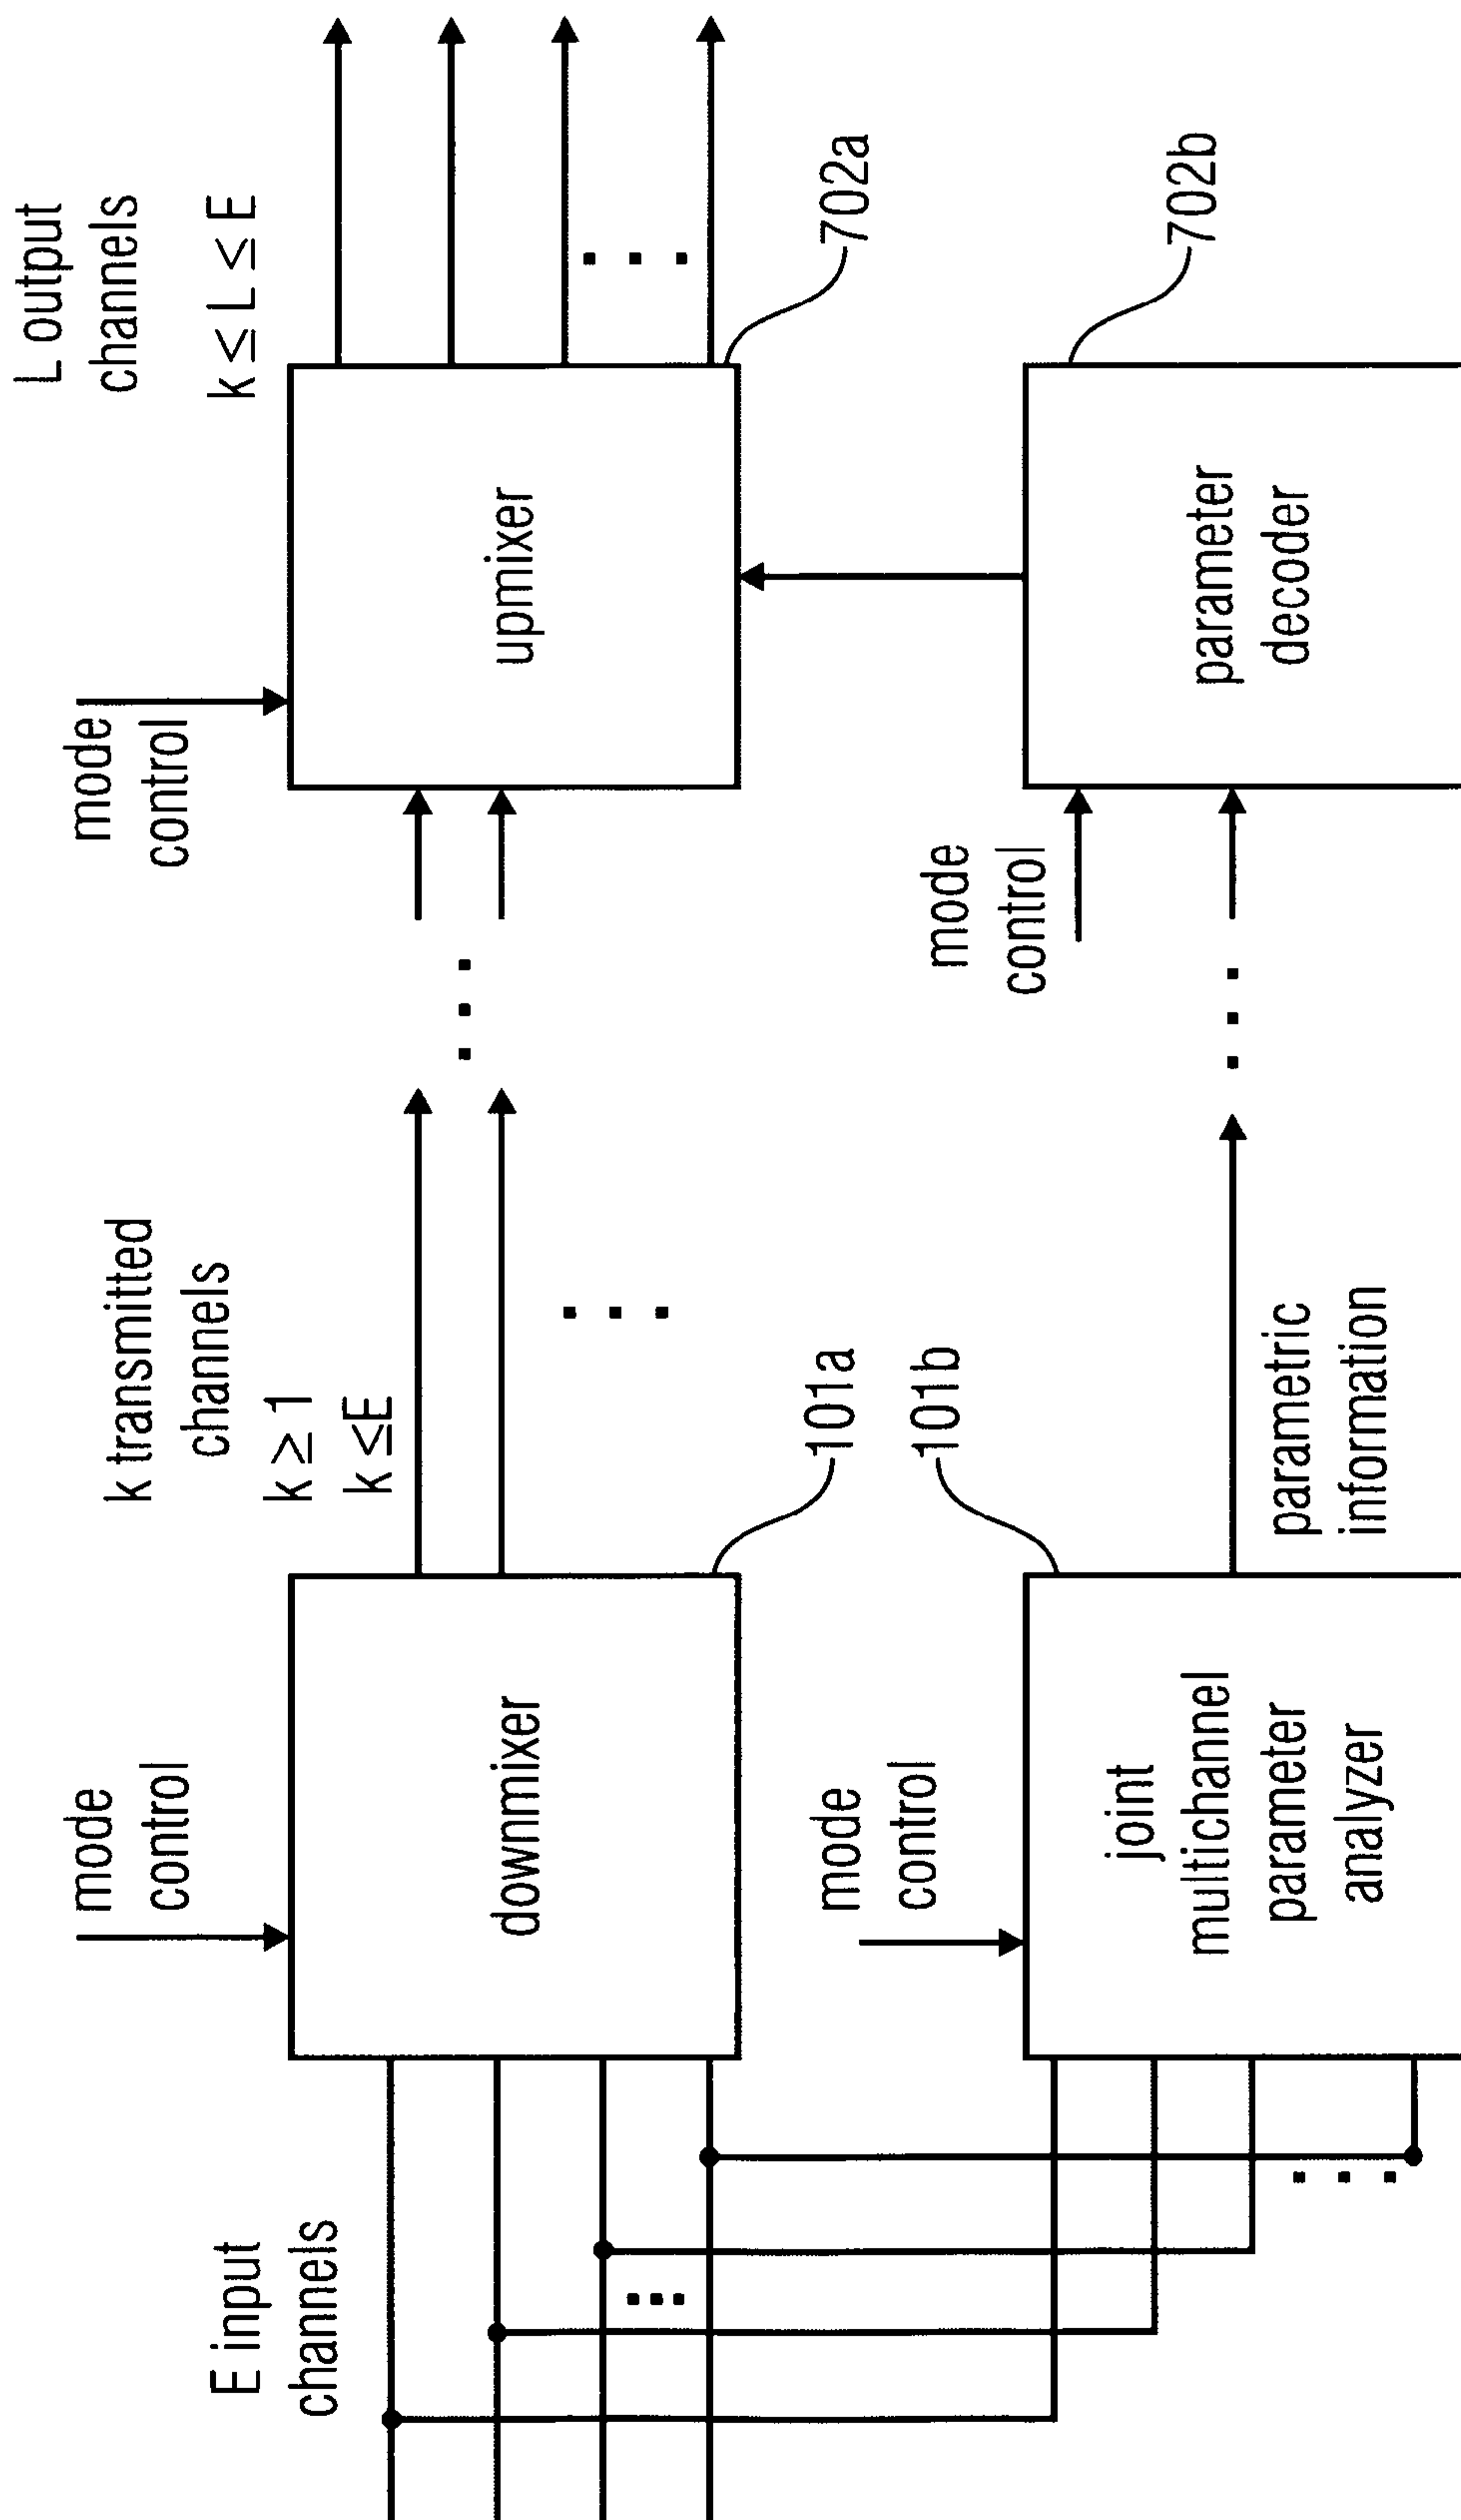 E input
channels
mode
control
downmixer
k transmitted
channels
k ≥ 1
k ≤E
101a
101b
mode
control
joint
multichannel
parameter
analyzer
parametric
information
mode
control
upmixer
L output
channels
k ≤ L ≤ E
702a
mode
control
parameter
decoder
702b